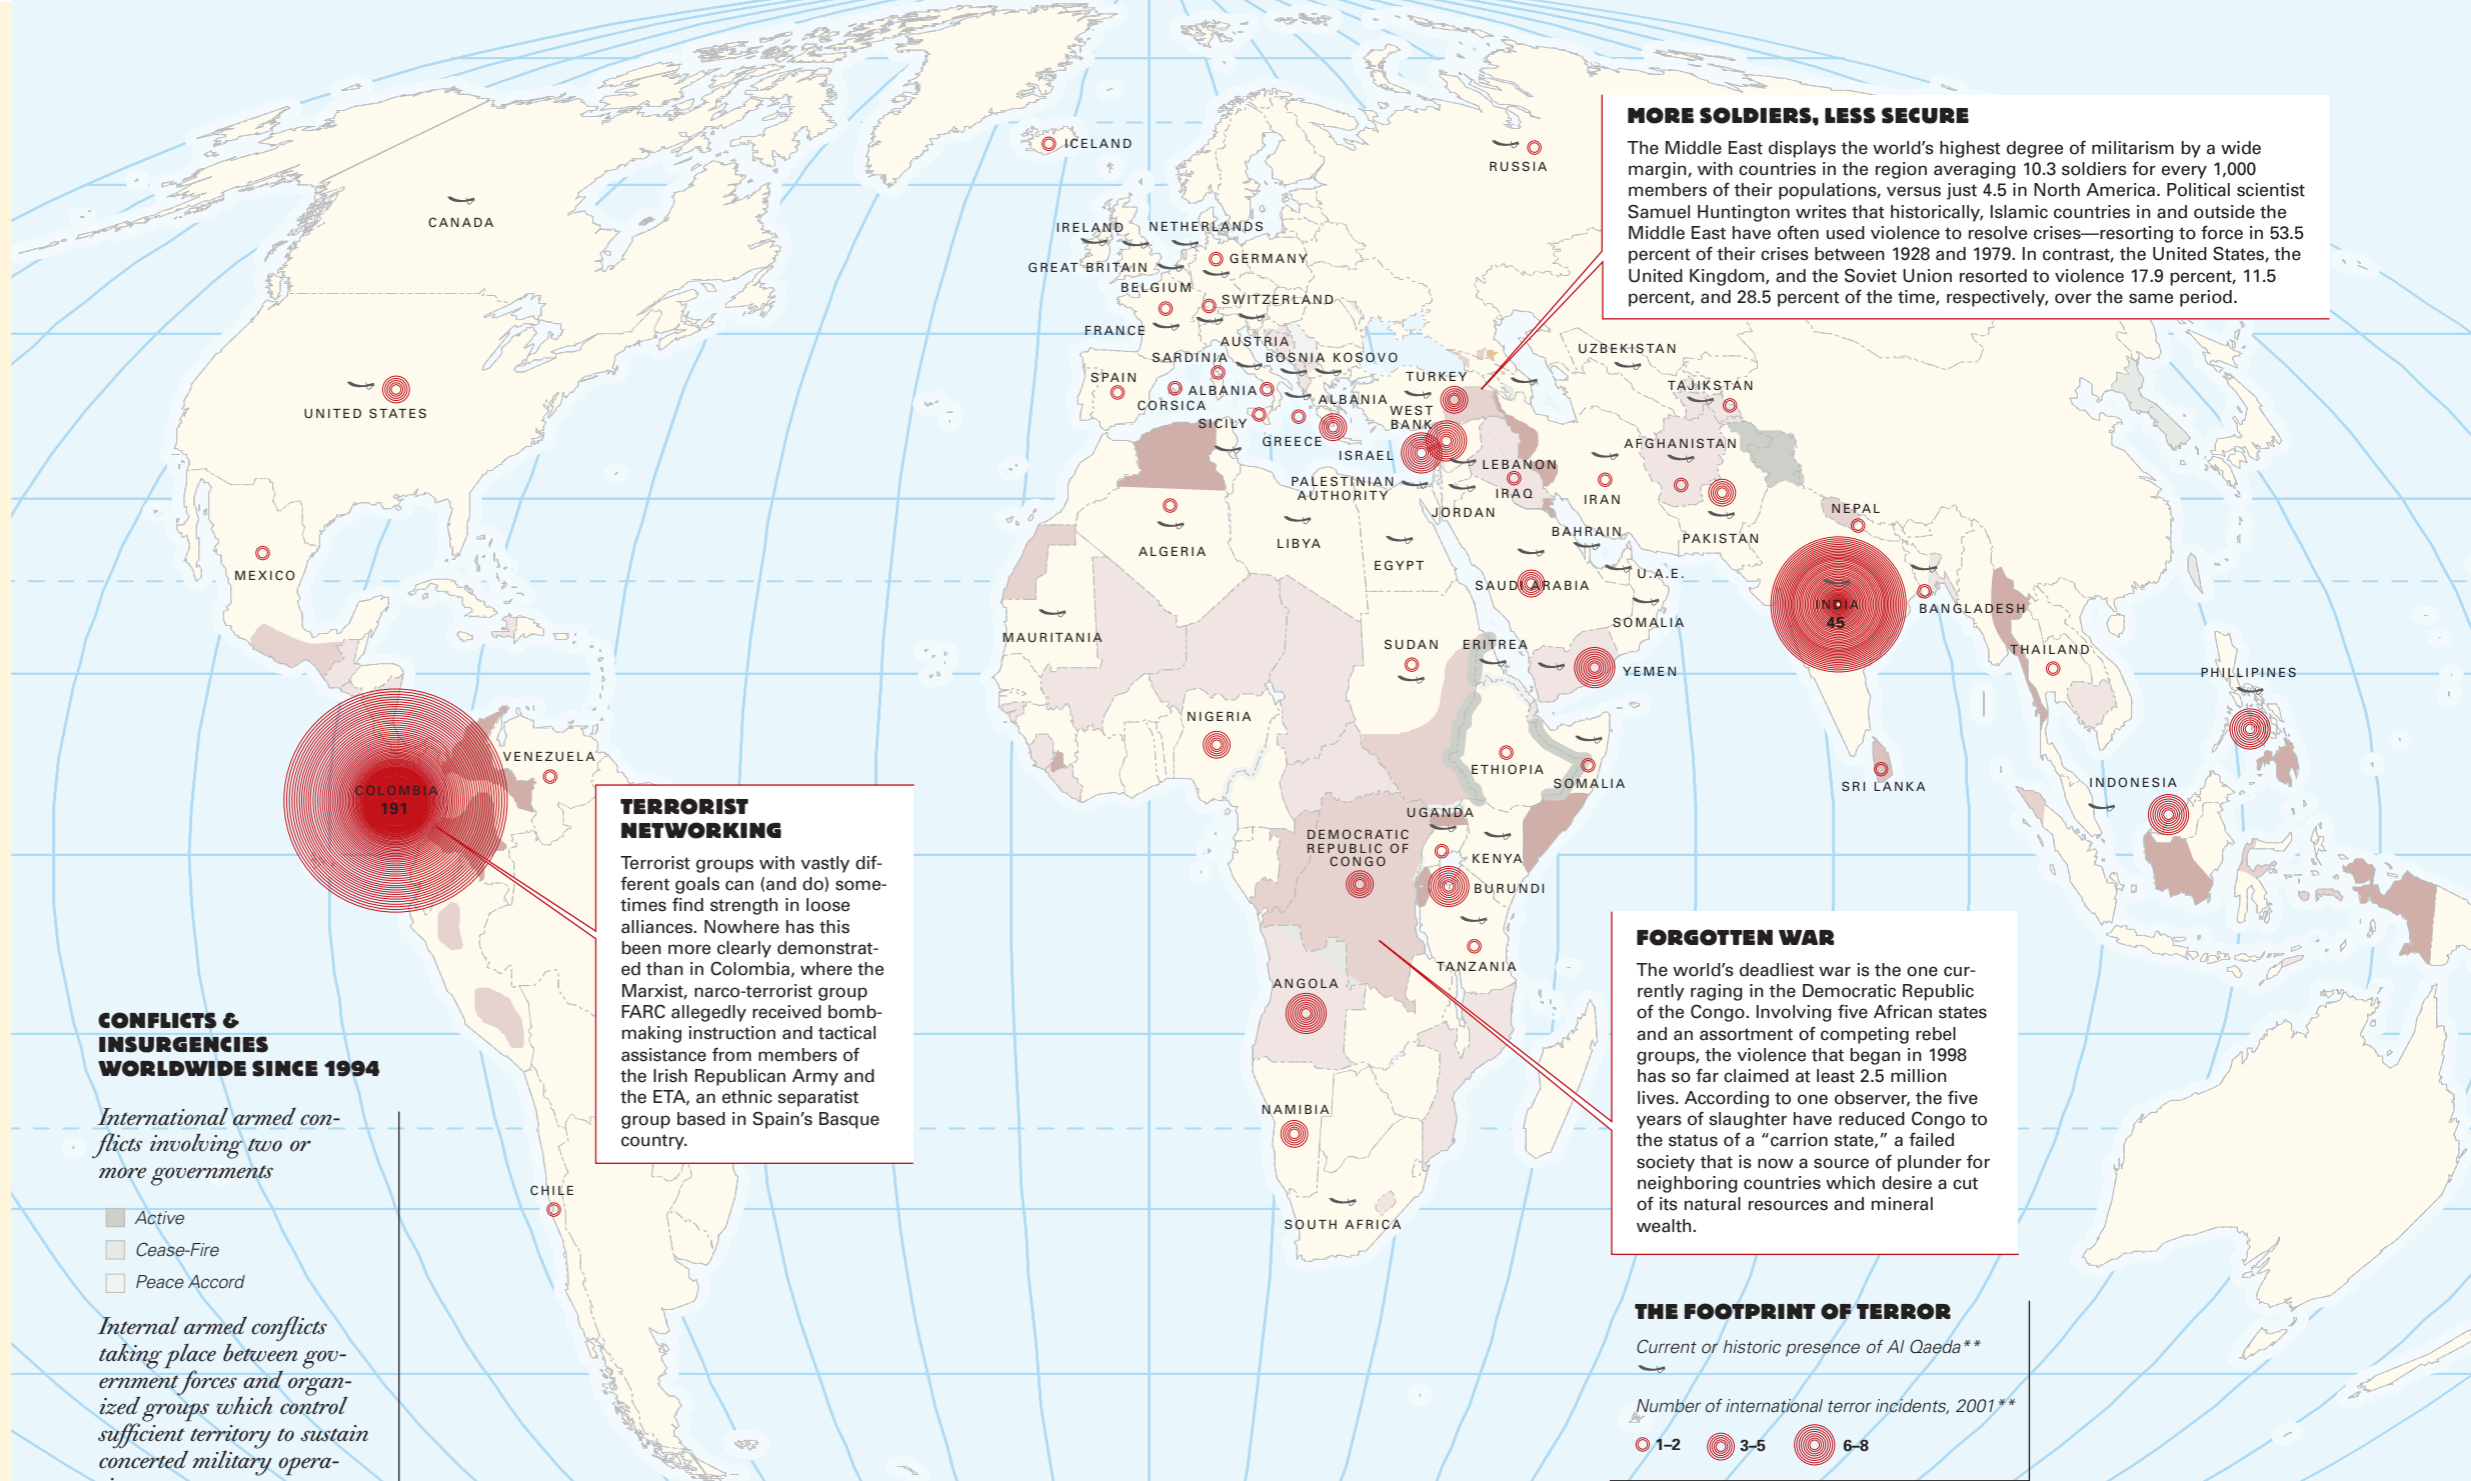 ICELAND
RUSSIA
CANADA
IRELAND
NETHERLANDS
GERMANY
GREAT BRITAIN
BELGIUM
SWITZERLAND
FRANCE
AUSTRIA
SARDINIA
BOSNIA KOSOVO
UZBEKISTAN
SPAIN
ALBANIA
TURKEY
TAJIKSTAN
CORSICA
ALBANIA
WEST
BANK
UNITED STATES
SICILY
GREECE
ISRAEL
AFGHANISTAN
LEBANON
PALESTINIAN
AUTHORITY
IRAQ
IRAN
JORDAN
NEPAL
BAHRAIN
PAKISTAN
ALGERIA
LIBYA
EGYPT
MEXICO
SAUDI ARABIA
U.A.E.
INDIA
45
BANGLADESH
SOMALIA
MAURITANIA
SUDAN
ERITREA
YEMEN
THAILAND
PHILLIPINES
NIGERIA
VENEZUELA
ETHIOPIA
SOMALIA
SRI LANKA
INDONESIA
COLOMBIA
191
UGANDA
DEMOCRATIC
REPUBLIC OF
CONGO
KENYA
BURUNDI
TANZANIA
ANGOLA
NAMIBIA
CHILE
SOUTH AFRICA
MORE SOLDIERS, LESS SECURE
The Middle East displays the world's highest degree of militarism by a wide
margin, with countries in the region averaging 10.3 soldiers for every 1,000
members of their populations, versus just 4.5 in North America. Political scientist
Samuel Huntington writes that historically, Islamic countries in and outside the
Middle East have often used violence to resolve crises—resorting to force in 53.5
percent of their crises between 1928 and 1979. In contrast, the United States, the
United Kingdom, and the Soviet Union resorted to violence 17.9 percent, 11.5
percent, and 28.5 percent of the time, respectively, over the same period.
TERRORIST
NETWORKING
Terrorist groups with vastly dif-
ferent goals can (and do) some-
times find strength in loose
alliances. Nowhere has this
been more clearly demonstrat-
ed than in Colombia, where the
Marxist, narco-terrorist group
FARC allegedly received bomb-
making instruction and tactical
assistance from members of
the Irish Republican Army and
the ETA, an ethnic separatist
group based in Spain's Basque
country.
FORGOTTEN WAR
The world's deadliest war is the one cur-
rently raging in the Democratic Republic
of the Congo. Involving five African states
and an assortment of competing rebel
groups, the violence that began in 1998
has so far claimed at least 2.5 million
lives. According to one observer, the five
years of slaughter have reduced Congo to
the status of a "carrion state," a failed
society that is now a source of plunder for
neighboring countries which desire a cut
of its natural resources and mineral
wealth.
CONFLICTS &
INSURGENCIES
WORLDWIDE SINCE 1994
International armed con-
flicts involving two or
more governments
Active
Cease-Fire
Peace Accord
Internal armed conflicts
taking place between gov-
ernment forces and organ-
ized groups which control
sufficient territory to sustain
concerted military opera-
THE FOOTPRINT OF TERROR
Current or historic presence of Al Qaeda**
Number of international terror incidents, 2001**
1–2
3–5
6–8